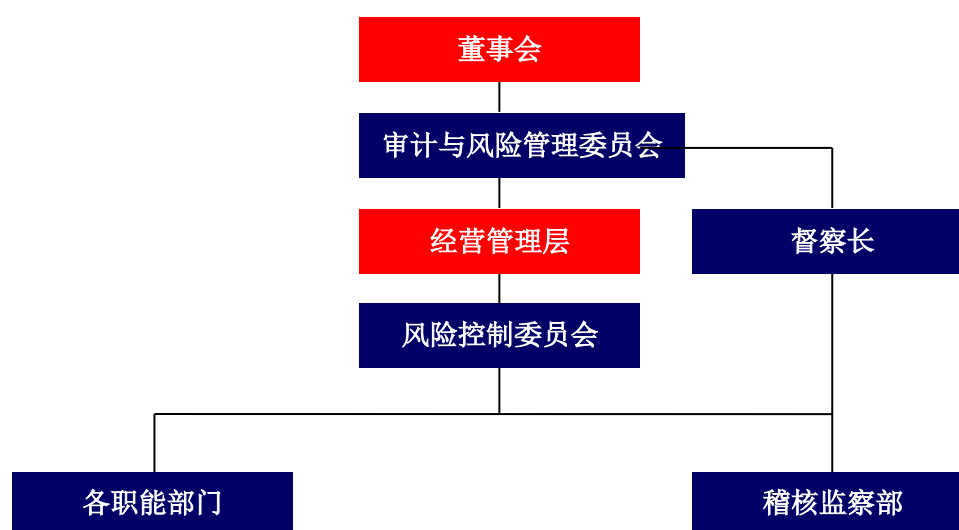 董事会
审计与风险管理委员会
经营管理层
督察长
风险控制委员会
各职能部门
稽核监察部